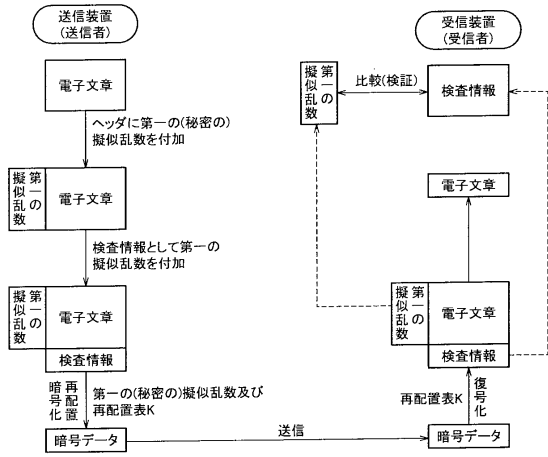 送信装置
(送信者)
電子文章
ヘッダに第一の(秘密の)
擬似乱数を付加
第一の
擬似乱数
電子文章
検査情報として第一の
擬似乱数を付加
第一の
擬似乱数
電子文章
検査情報
再配置
暗号化
第一の(秘密の)擬似乱数及び
再配置表K
暗号データ
送信
受信装置
(受信者)
第一の
擬似乱数
比較(検証)
検査情報
電子文章
第一の
擬似乱数
電子文章
検査情報
再配置表K
復号化
暗号データ